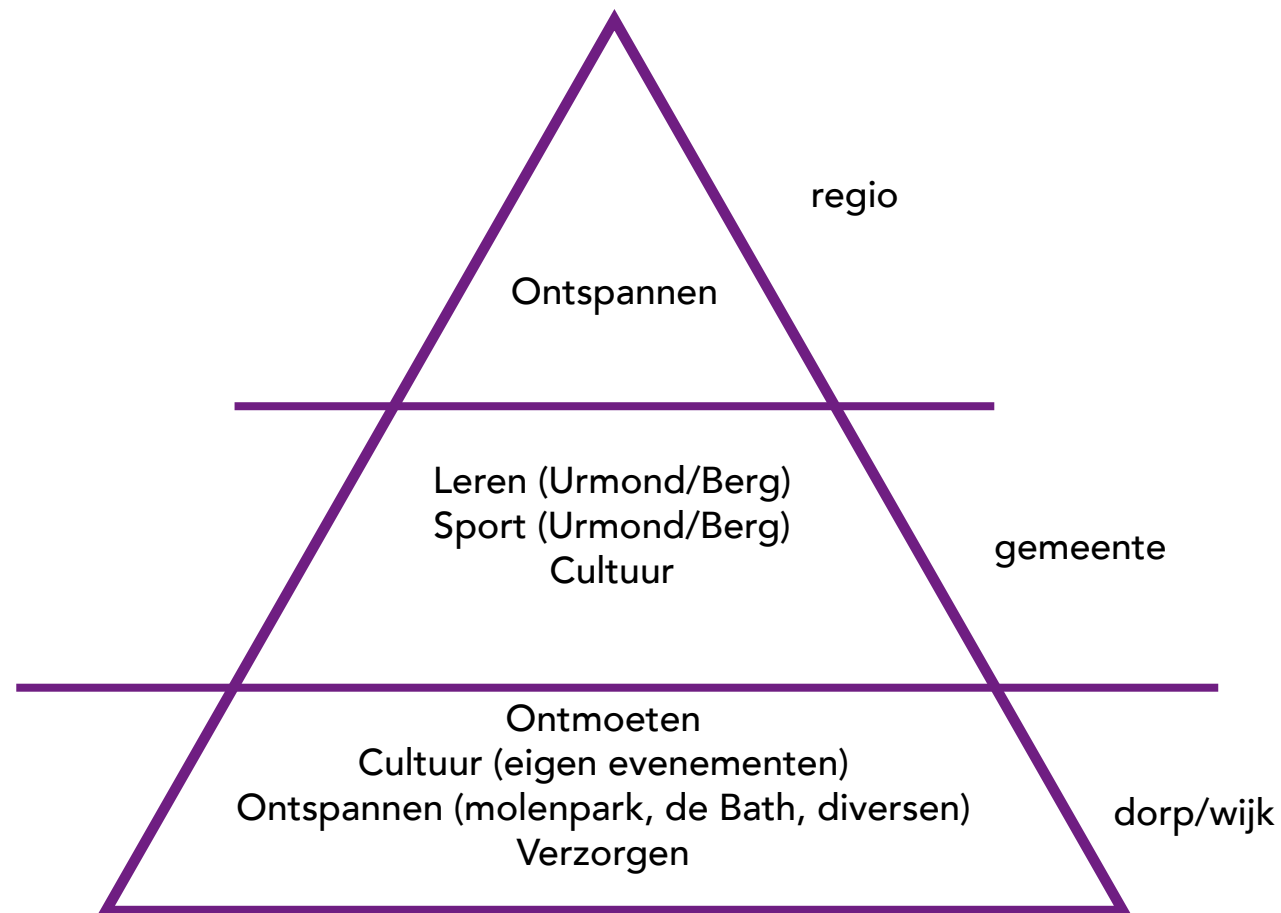 regio
Ontspannen
Leren (Urmond/Berg)
Sport (Urmond/Berg)
Cultuur
gemeente
Ontmoeten
Cultuur (eigen evenementen)
Ontspannen (molenpark, de Bath, diversen)
Verzorgen
dorp/wijk